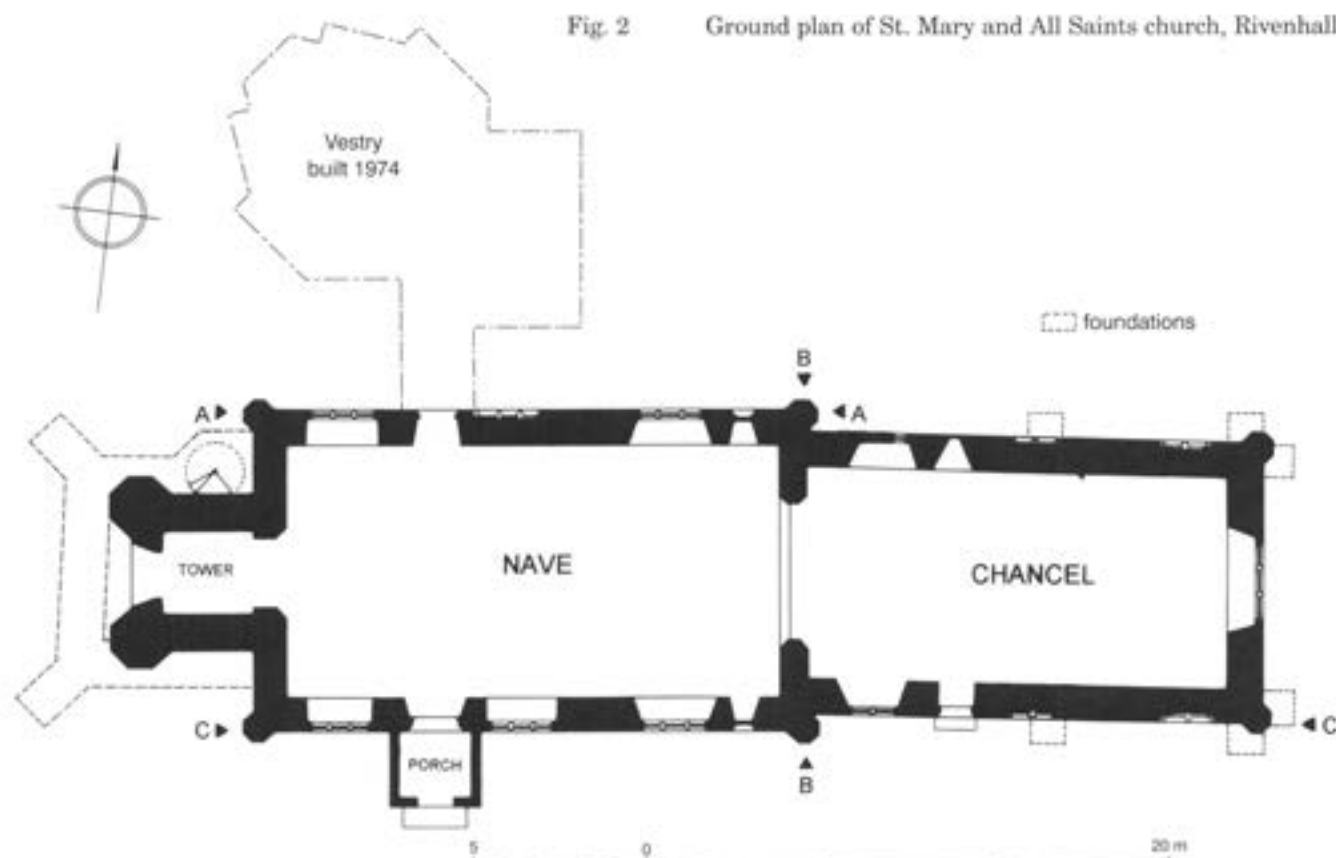 Fig. 2 Ground plan of St. Mary and All Saints church, Rivenhall
Vestry
built 1974
foundations
B
A
A
TOWER
NAVE
CHANCEL
C
C
PORCH
B
5 0 20 m